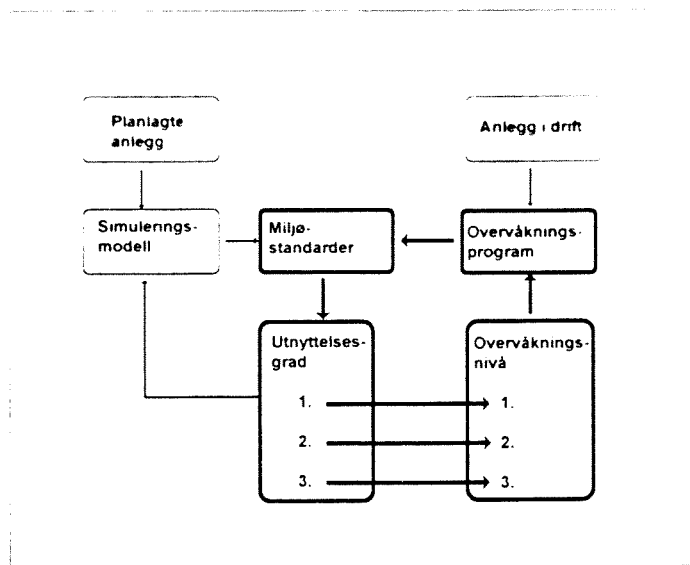 Planlagte
anlegg
Anlegg i drift
Simulerings-
modell
Miljø-
standarder
Overvåknings-
program
Utnyttelses-
grad
1.
2.
3.
Overvåknings-
nivå
1.
2.
3.